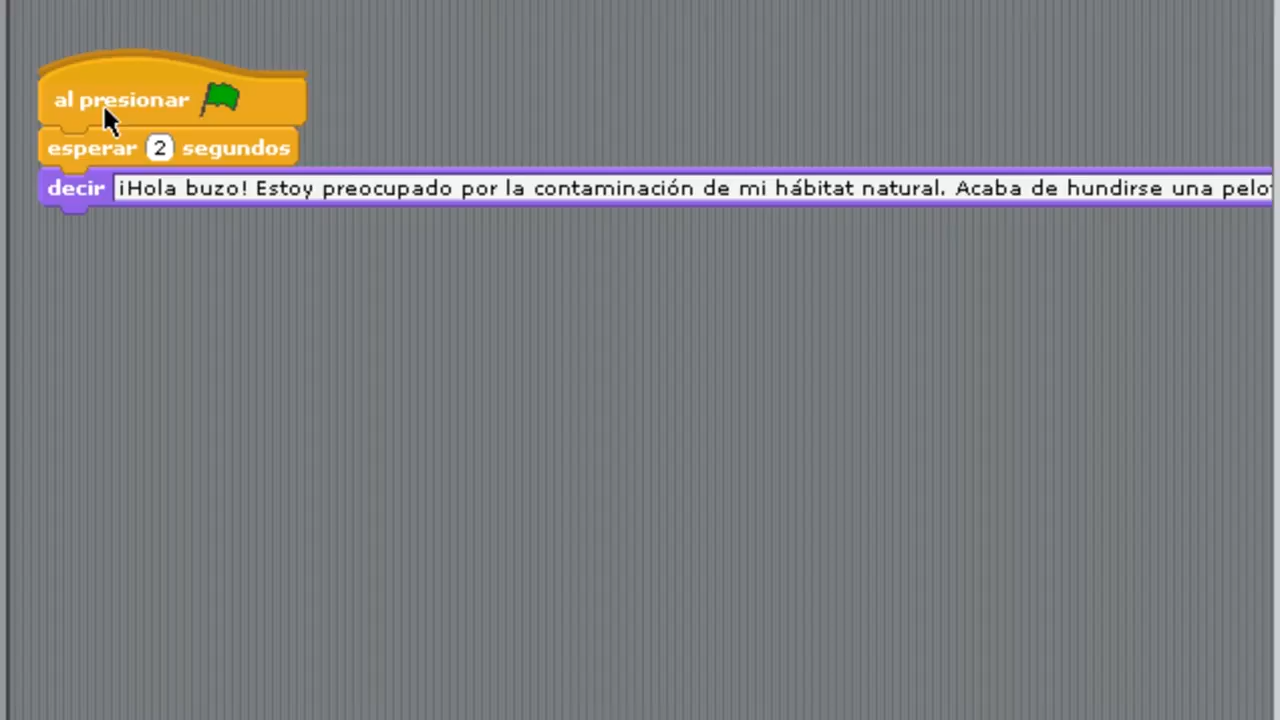 al presionar
esperar 2 segundos
decir ¡Hola buzo! Estoy preocupado por la contaminación de mi hábitat natural. Acaba de hundirse una